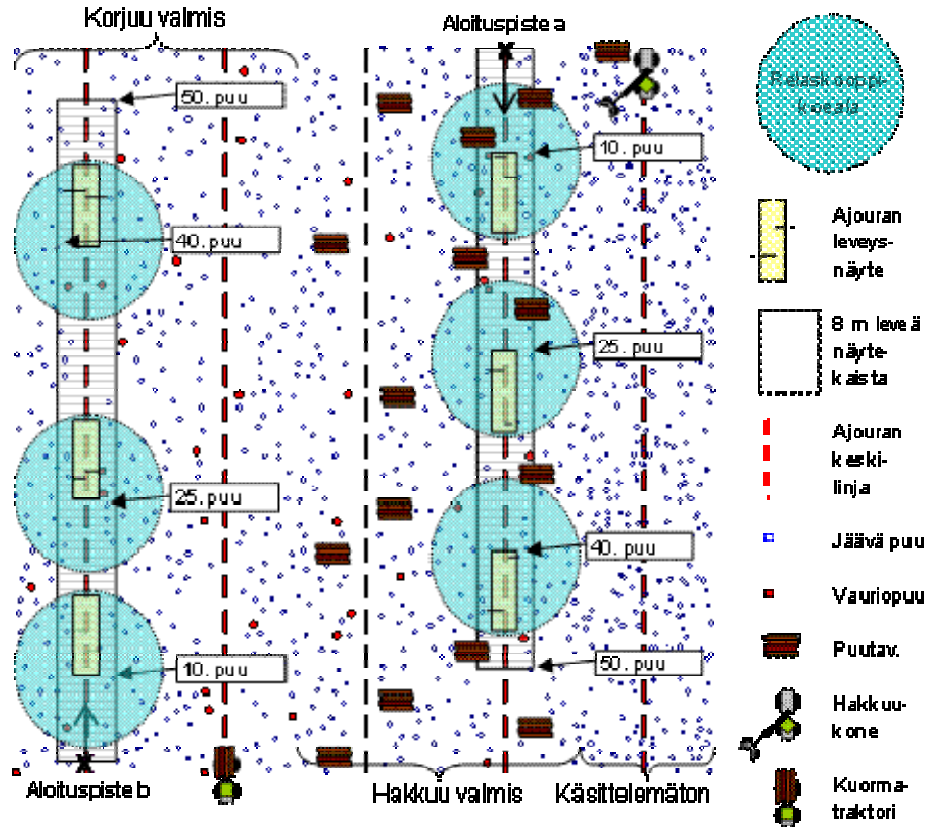 Korjuu valmis
Aloituspiste a
50. puu
10. puu
40. puu
25. puu
25. puu
40. puu
10. puu
50. puu
Aloituspiste b
Hakkuu valmis
Käsittelemätön
Relaskooppi-
koeala
Ajouran
leveys-
näyte
8 m leveä
näyte-
kaista
Ajouran
keski-
linja
Jäävä puu
Vauriopuu
Puutav.
Hakkuu-
kone
Kuorma-
traktori